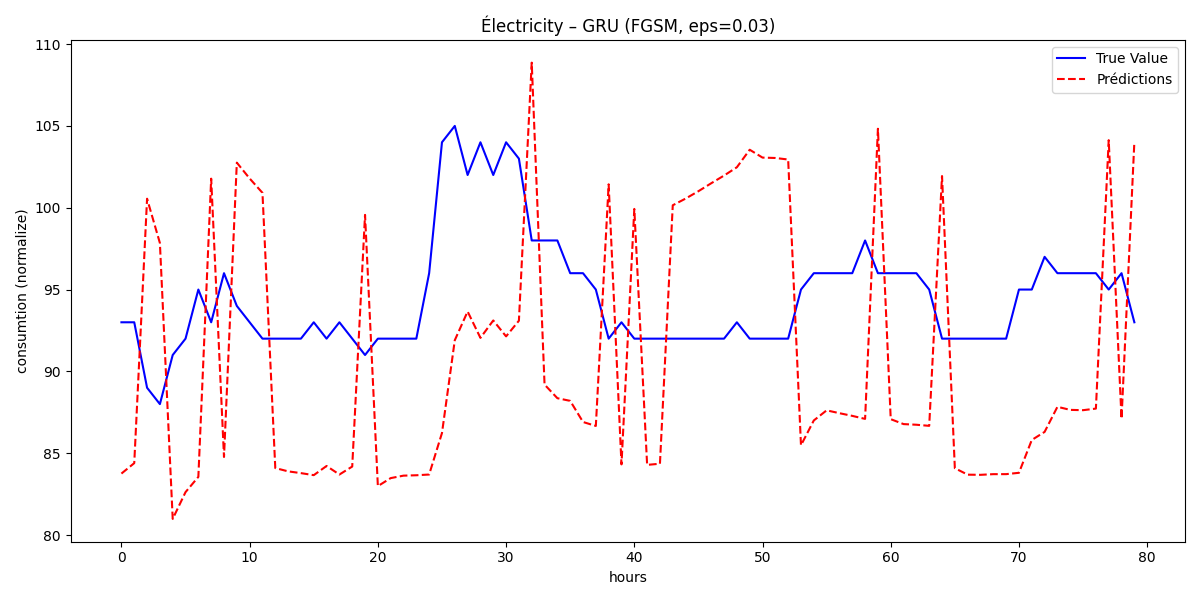 Électricity – GRU (FGSM, eps=0.03)
True Value
Prédictions
consumtion (normalize)
110
105
100
95
90
85
80
0 10 20 30 40 50 60 70 80
hours